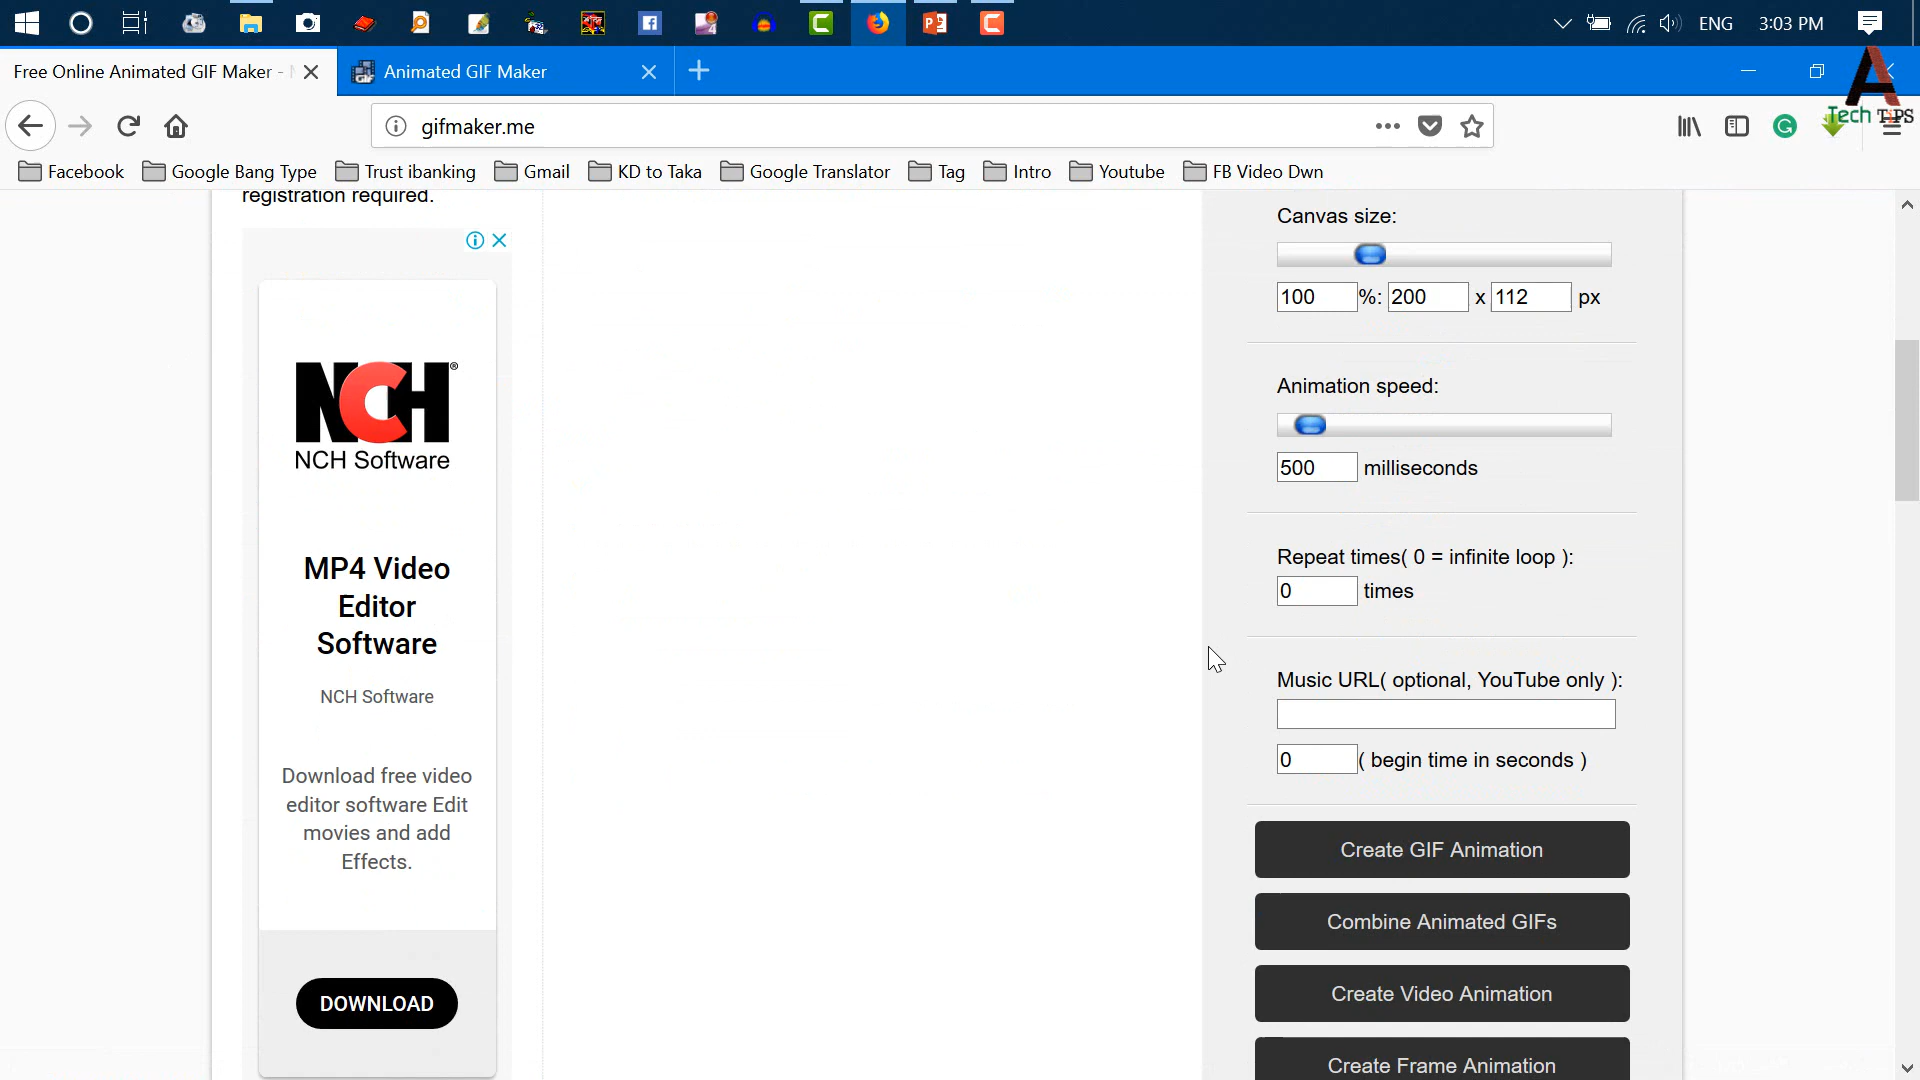 ENG
3:03 PM
Free Online Animated GIF Maker -
Animated GIF Maker
gifmaker.me
A
Tech TIPS
Facebook
Google Bang Type
Trust ibanking
Gmail
KD to Taka
Google Translator
Tag
Intro
Youtube
FB Video Dwn
registration required.
NCH®
NCH Software
MP4 Video
Editor
Software
NCH Software
Download free video
editor software Edit
movies and add
Effects.
DOWNLOAD
Canvas size:
100 %: 200 x 112 px
Animation speed:
500 milliseconds
Repeat times( 0 = infinite loop ):
0 times
Music URL( optional, YouTube only ):
0 ( begin time in seconds )
Create GIF Animation
Combine Animated GIFs
Create Video Animation
Create Frame Animation